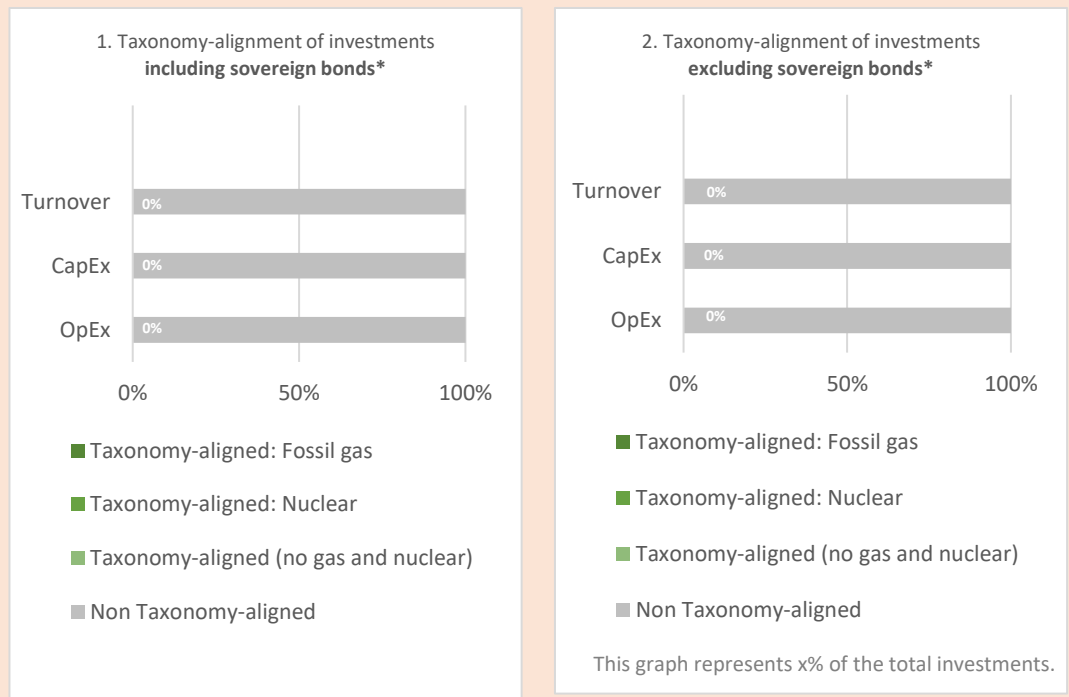 1. Taxonomy-alignment of investments
including sovereign bonds*
Turnover
0%
CapEx
0%
OpEx
0%
0%
50%
100%
Taxonomy-aligned: Fossil gas
Taxonomy-aligned: Nuclear
Taxonomy-aligned (no gas and nuclear)
Non Taxonomy-aligned
2. Taxonomy-alignment of investments
excluding sovereign bonds*
Turnover
0%
CapEx
0%
OpEx
0%
0%
50%
100%
Taxonomy-aligned: Fossil gas
Taxonomy-aligned: Nuclear
Taxonomy-aligned (no gas and nuclear)
Non Taxonomy-aligned
This graph represents x% of the total investments.